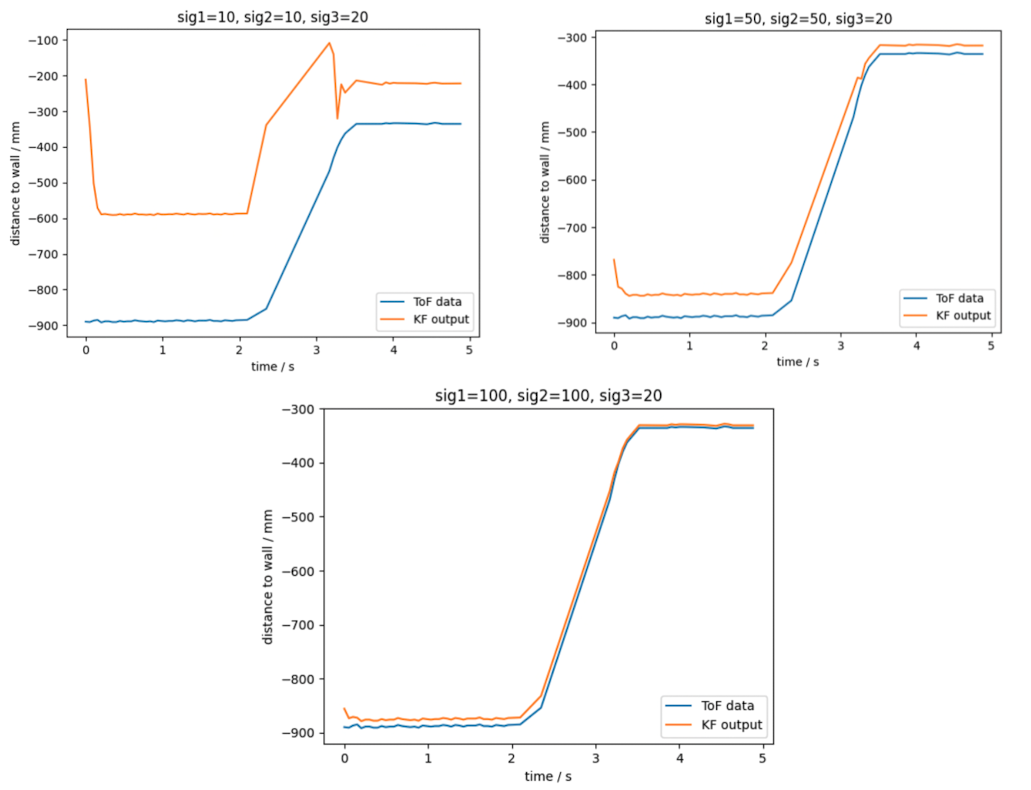 sig1=10, sig2=10, sig3=20
−100
−200
−300
−400
−500
−600
−700
−800
−900
distance to wall / mm
ToF data
KF output
0 1 2 3 4 5
time / s
sig1=50, sig2=50, sig3=20
−300
−400
−500
−600
−700
−800
−900
distance to wall / mm
ToF data
KF output
0 1 2 3 4 5
time / s
sig1=100, sig2=100, sig3=20
−300
−400
−500
−600
−700
−800
−900
distance to wall / mm
ToF data
KF output
0 1 2 3 4 5
time / s